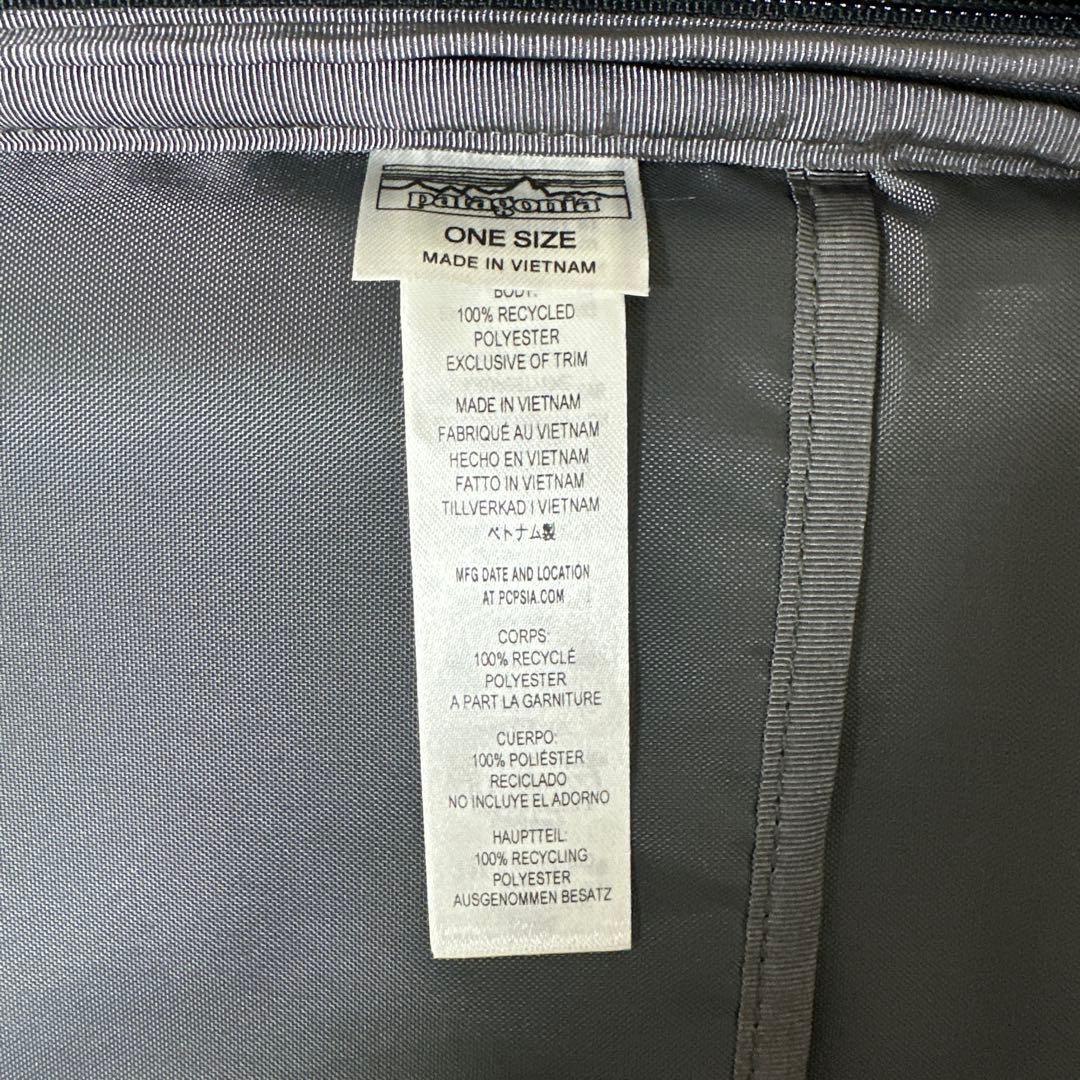 patagonia
ONE SIZE
MADE IN VIETNAM
BODY:
100% RECYCLED
POLYESTER
EXCLUSIVE OF TRIM
MADE IN VIETNAM
FABRIQUÉ AU VIETNAM
HECHO EN VIETNAM
FATTO IN VIETNAM
TILLVERKAD I VIETNAM
ベトナム製
MFG DATE AND LOCATION
AT PCPSIA.COM
CORPS:
100% RECYCLÉ
POLYESTER
A PART LA GARNITURE
CUERPO:
100% POLIÉSTER
RECICLADO
NO INCLUYE EL ADORNO
HAUPTTEIL:
100% RECYCLING
POLYESTER
AUSGENOMMEN BESATZ